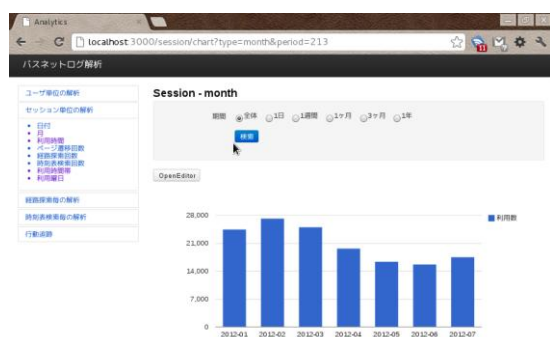 Analytics
localhost:3000/session/chart?type=month&period=213
バスネットログ解析
ユーザ単位の解析
セッション単位の解析
日付
月
利用時間
ページ遷移回数
経路探索回数
時刻表検索回数
利用時間帯
利用曜日
経路探索毎の解析
時刻表検索毎の解析
行動追跡
Session - month
期間 全体 1日 1週間 1ヶ月 3ヶ月 1年
検索
OpenEditor
28,000
21,000
14,000
7,000
0
2012-01 2012-02 2012-03 2012-04 2012-05 2012-06 2012-07
利用数